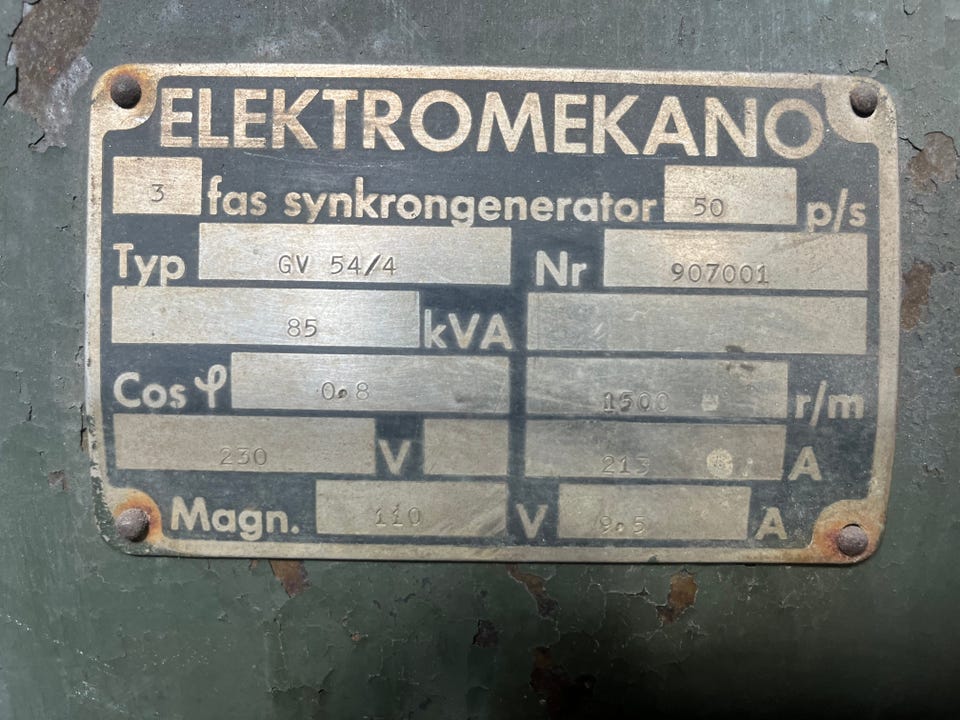 ELEKTROMEKANO
3 fas synkrongenerator 50 p/s
Typ GV 54/4 Nr 907001
85 kVA
Cos φ 0.8 1500 r/m
230 V 213 A
Magn. 110 V 9.5 A